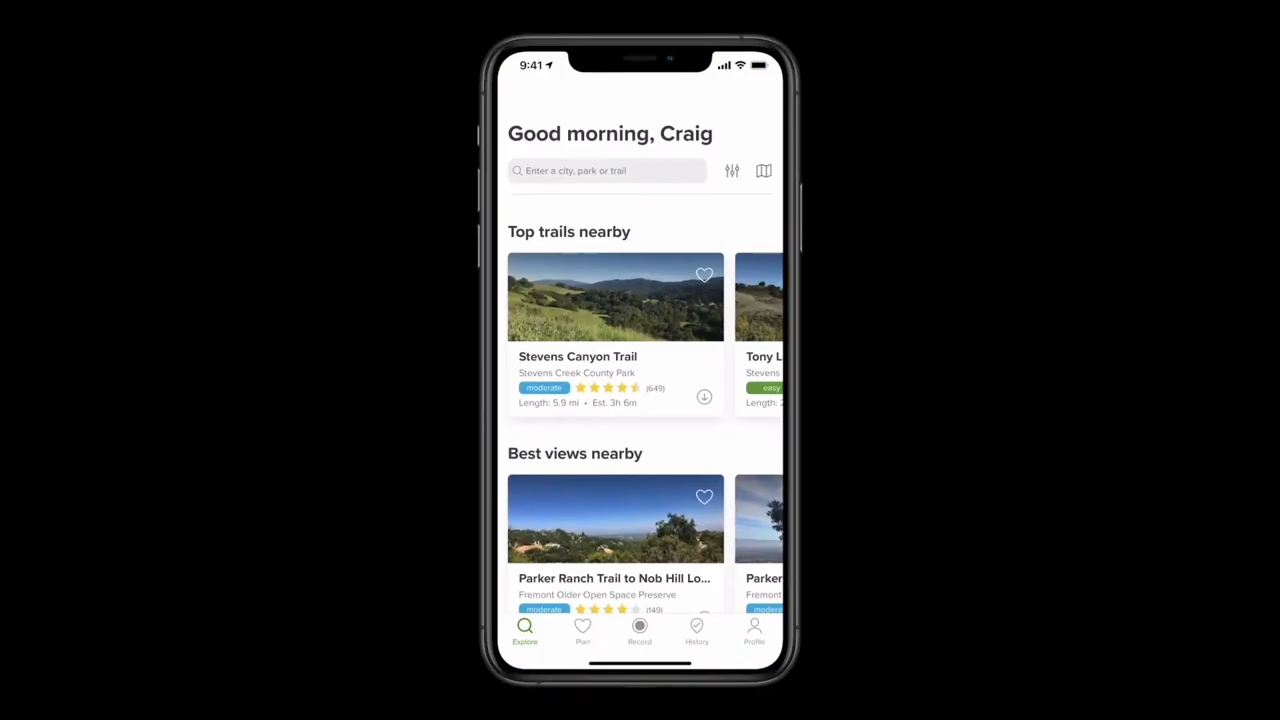 9:41
Good morning, Craig
Enter a city, park or trail
Top trails nearby
Stevens Canyon Trail
Stevens Creek County Park
moderate (649)
Length: 5.9 mi • Est. 3h 6m
Tony L
Stevens
easy
Length: 2
Best views nearby
Parker Ranch Trail to Nob Hill Lo...
Fremont Older Open Space Preserve
moderate (149)
Parker
Fremont
modera
Explore Plan Record History Profile